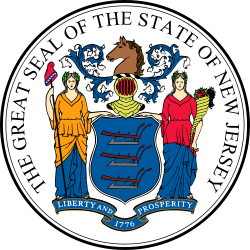 THE GREAT SEAL OF THE STATE OF NEW JERSEY
LIBERTY AND PROSPERITY
1776